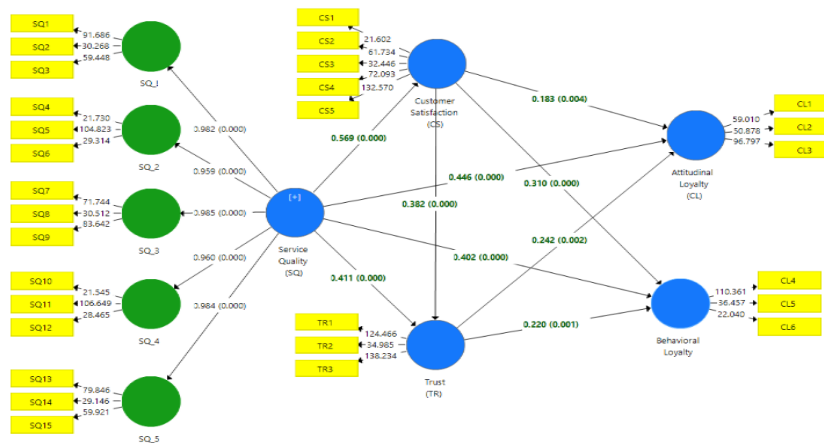 SQ1
SQ2
SQ3
91.686
30.268
59.448
SQ_1
SQ4
SQ5
SQ6
21.730
104.823
29.314
SQ_2
SQ7
SQ8
SQ9
71.744
30.512
83.642
SQ_3
SQ10
SQ11
SQ12
21.545
106.649
28.465
SQ_4
SQ13
SQ14
SQ15
79.846
29.146
59.921
SQ_5
0.982 (0.000)
0.959 (0.000)
0.985 (0.000)
0.960 (0.000)
0.984 (0.000)
[+]
Service
Quality
(SQ)
CS1
CS2
CS3
CS4
CS5
21.602
61.734
32.446
72.093
132.570
Customer
Satisfaction
(CS)
0.569 (0.000)
0.183 (0.004)
0.446 (0.000)
0.310 (0.000)
0.382 (0.000)
0.242 (0.002)
0.402 (0.000)
0.411 (0.000)
0.220 (0.001)
TR1
TR2
TR3
124.466
34.985
138.234
Trust
(TR)
59.010
50.878
96.797
CL1
CL2
CL3
Attitudinal
Loyalty
(CL)
110.361
36.457
22.040
CL4
CL5
CL6
Behavioral
Loyalty